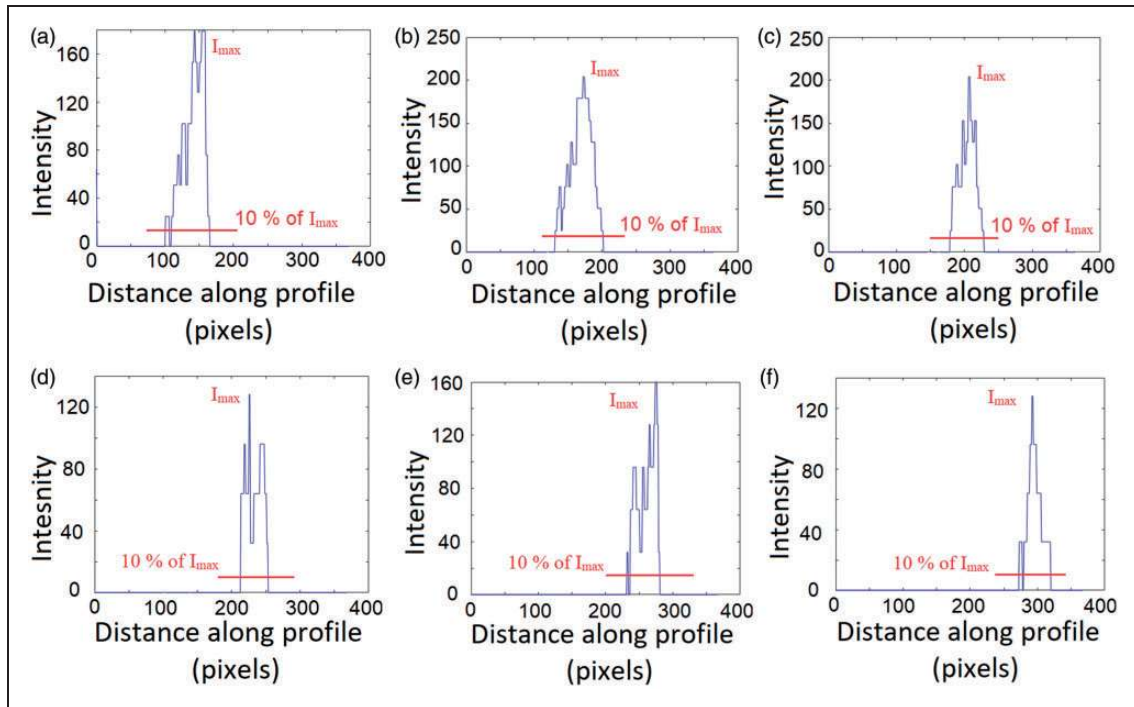 (a)
160
120
80
40
0
Intensity
Imax
10 % of Imax
0 100 200 300 400
Distance along profile
(pixels)
(b)
250
200
150
100
50
0
Intensity
Imax
10 % of Imax
0 100 200 300 400
Distance along profile
(pixels)
(c)
250
200
150
100
50
0
Intensity
Imax
10 % of Imax
0 100 200 300 400
Distance along profile
(pixels)
(d)
120
80
40
0
Intesnity
Imax
10 % of Imax
0 100 200 300 400
Distance along profile
(pixels)
(e)
160
120
80
40
0
Intensity
Imax
10 % of Imax
0 100 200 300 400
Distance along profile
(pixels)
(f)
120
80
40
0
Intensity
Imax
10 % of Imax
0 100 200 300 400
Distance along profile
(pixels)